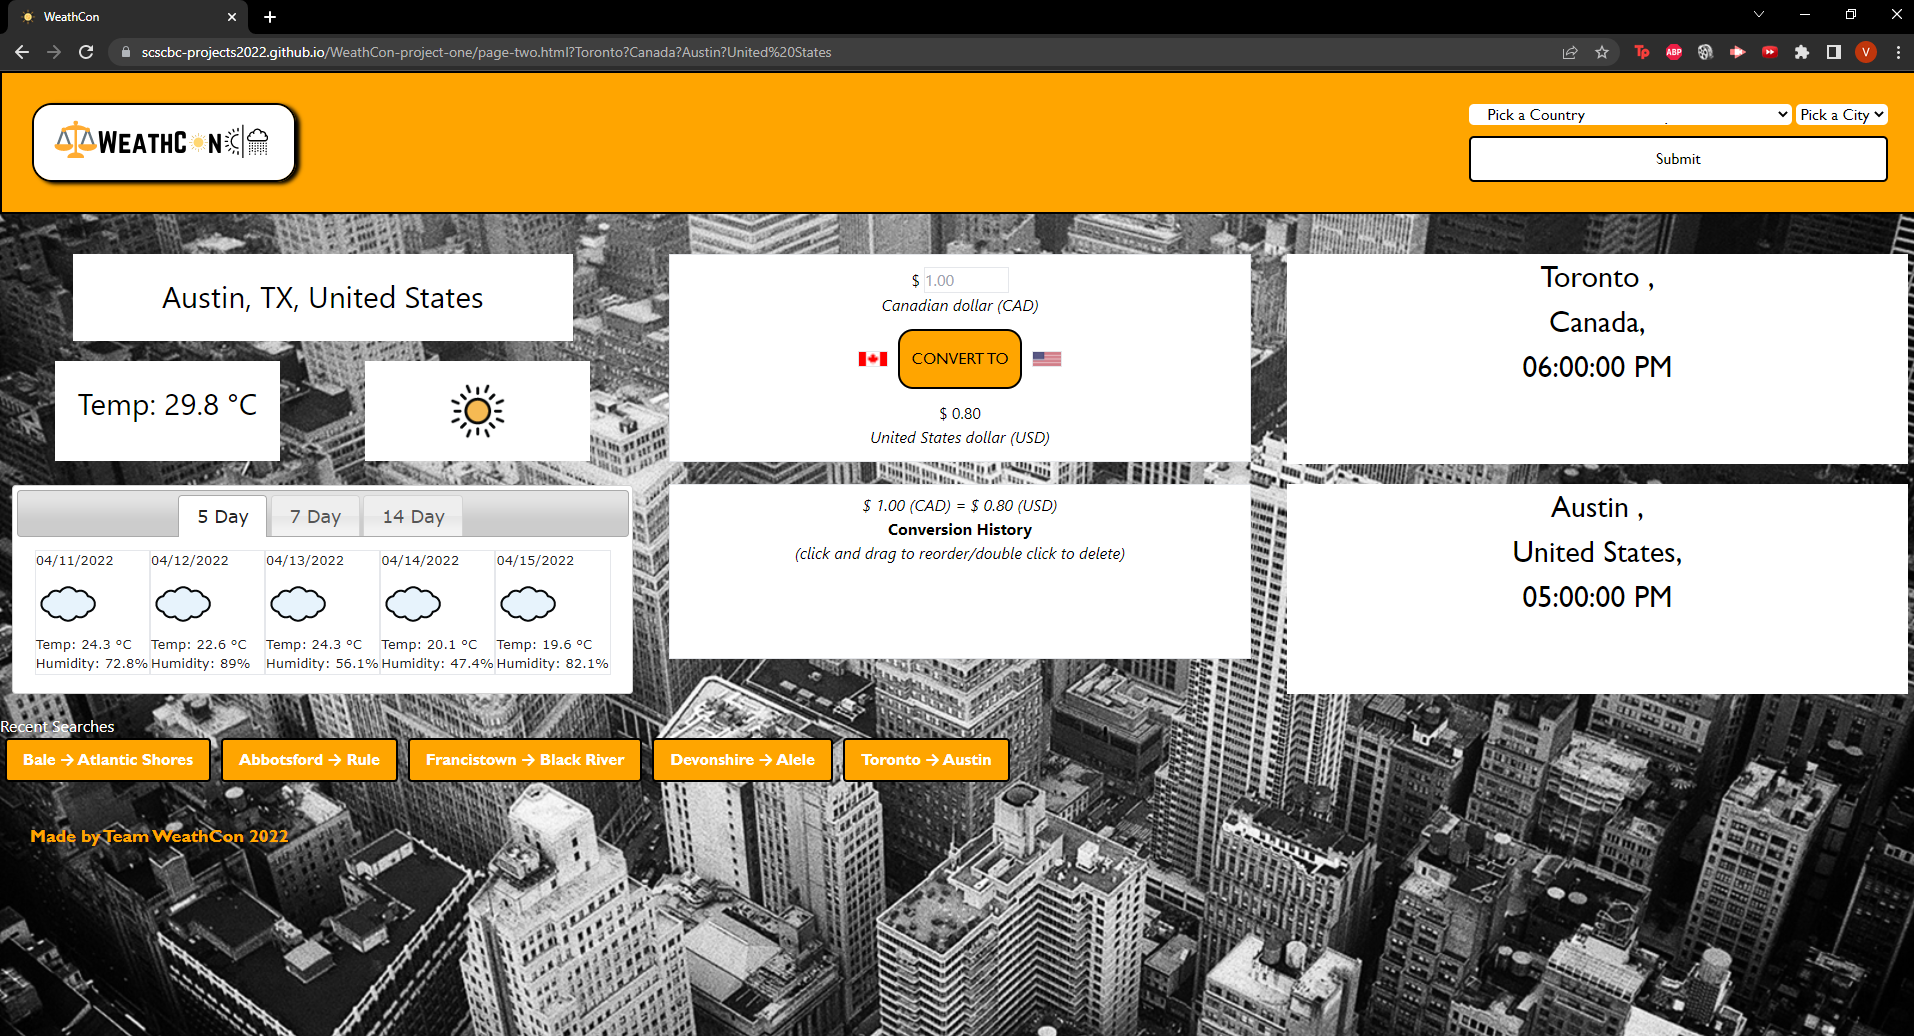 WeathCon
scscbc-projects2022.github.io/WeathCon-project-one/page-two.html?Toronto?Canada?Austin?United%20States
Tp
ABP
V
WEATHCON
Pick a Country
Pick a City
Submit
Austin, TX, United States
Temp: 29.8 °C
5 Day
7 Day
14 Day
04/11/2022
Temp: 24.3 °C
Humidity: 72.8%
04/12/2022
Temp: 22.6 °C
Humidity: 89%
04/13/2022
Temp: 24.3 °C
Humidity: 56.1%
04/14/2022
Temp: 20.1 °C
Humidity: 47.4%
04/15/2022
Temp: 19.6 °C
Humidity: 82.1%
$ 1.00
Canadian dollar (CAD)
CONVERT TO
$ 0.80
United States dollar (USD)
$ 1.00 (CAD) = $ 0.80 (USD)
Conversion History
(click and drag to reorder/double click to delete)
Toronto ,
Canada,
06:00:00 PM
Austin ,
United States,
05:00:00 PM
Recent Searches
Bale → Atlantic Shores
Abbotsford → Rule
Francistown → Black River
Devonshire → Alele
Toronto → Austin
Made by Team WeathCon 2022